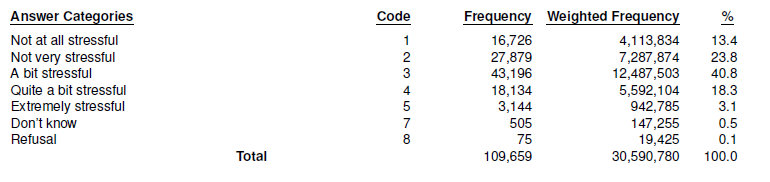 Answer Categories Code Frequency Weighted Frequency %
Not at all stressful 1 16,726 4,113,834 13.4
Not very stressful 2 27,879 7,287,874 23.8
A bit stressful 3 43,196 12,487,503 40.8
Quite a bit stressful 4 18,134 5,592,104 18.3
Extremely stressful 5 3,144 942,785 3.1
Don't know 7 505 147,255 0.5
Refusal 8 75 19,425 0.1
Total 109,659 30,590,780 100.0